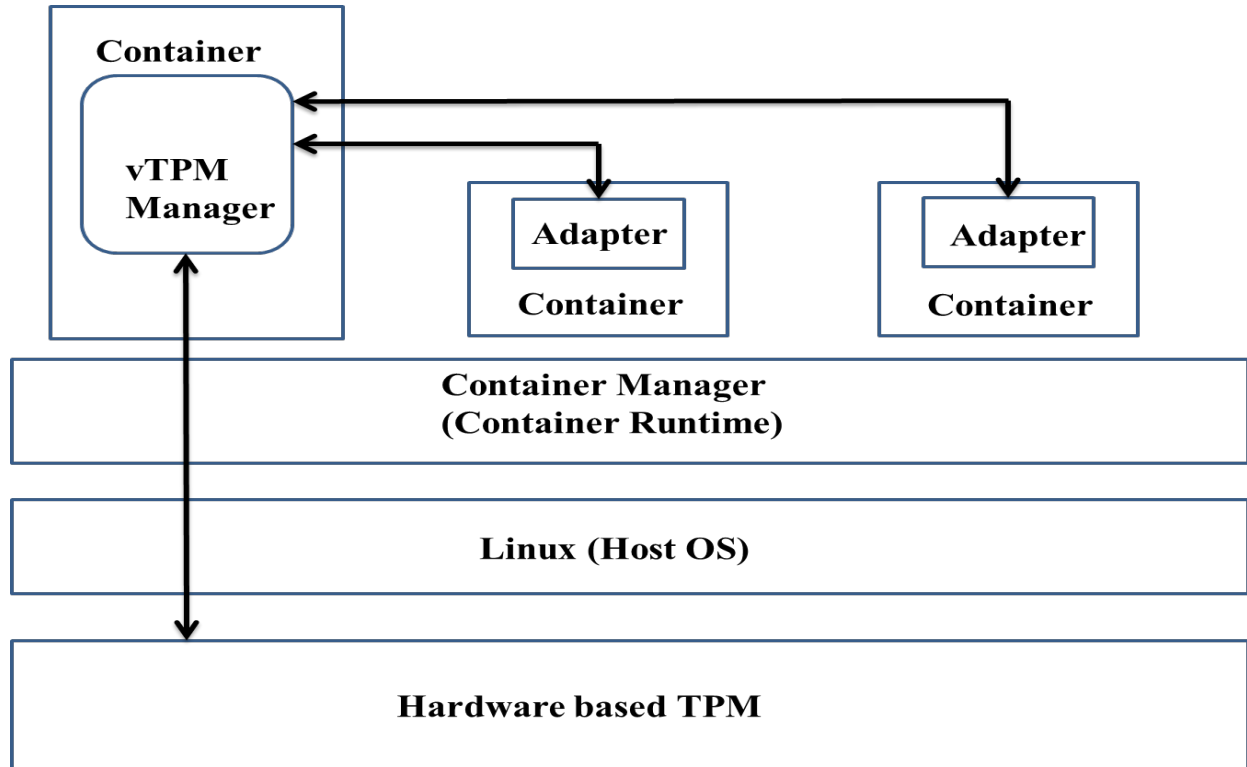 Container
vTPM
Manager
Adapter
Container
Adapter
Container
Container Manager
(Container Runtime)
Linux (Host OS)
Hardware based TPM